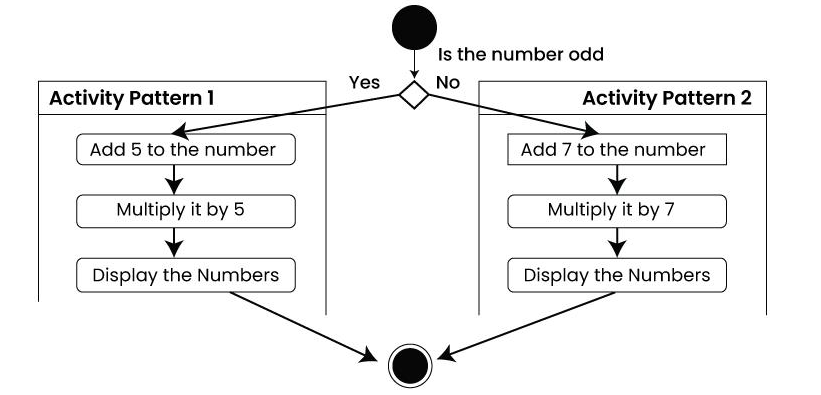 Is the number odd
Yes
No
Activity Pattern 1
Add 5 to the number
Multiply it by 5
Display the Numbers
Activity Pattern 2
Add 7 to the number
Multiply it by 7
Display the Numbers